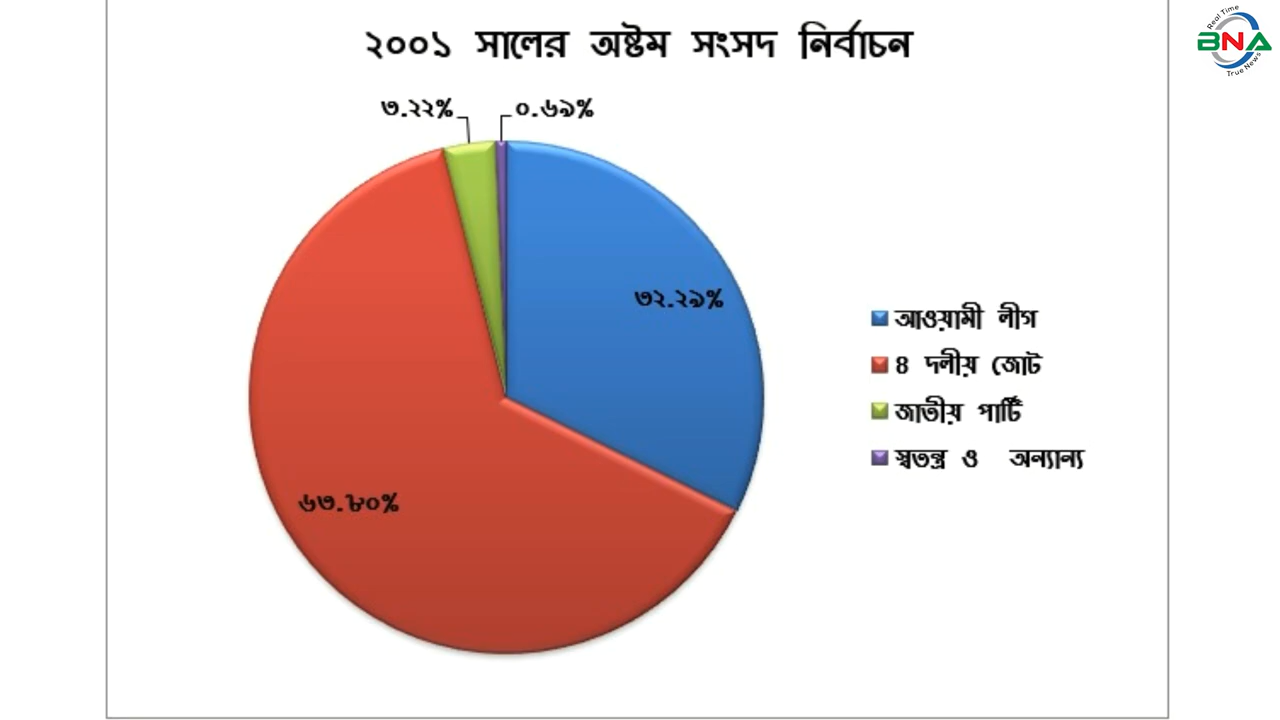 ২০০১ সালের অষ্টম সংসদ নির্বাচন
Real Time
BNA
True News
৩.২২%
০.৬৯%
৩২.২৯%
৬৩.৮০%
আওয়ামী লীগ
8 দলীয় জোট
জাতীয় পার্টি
স্বতন্ত্র ও অন্যান্য